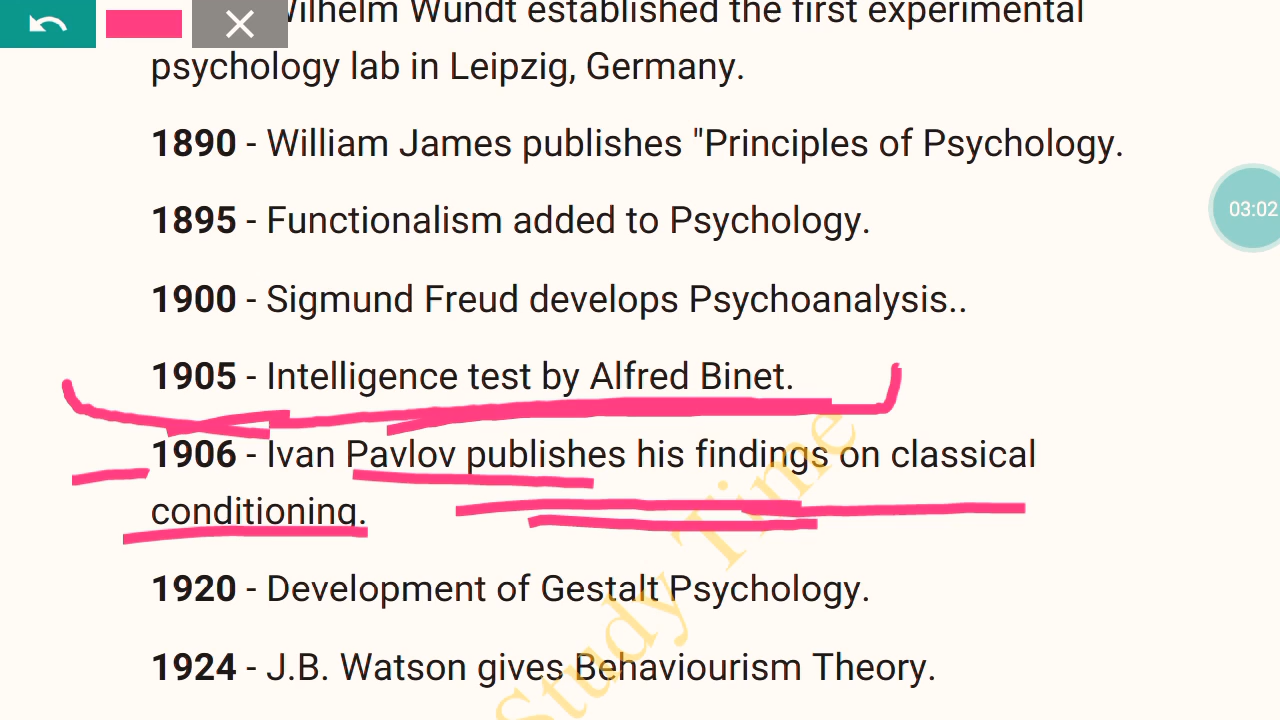 Wilhelm Wundt established the first experimental
psychology lab in Leipzig, Germany.
1890 - William James publishes "Principles of Psychology.
03:02
1895 - Functionalism added to Psychology.
1900 - Sigmund Freud develops Psychoanalysis..
1905 - Intelligence test by Alfred Binet.
1906 - Ivan Pavlov publishes his findings on classical
conditioning.
1920 - Development of Gestalt Psychology.
1924 - J.B. Watson gives Behaviourism Theory.
Study Time